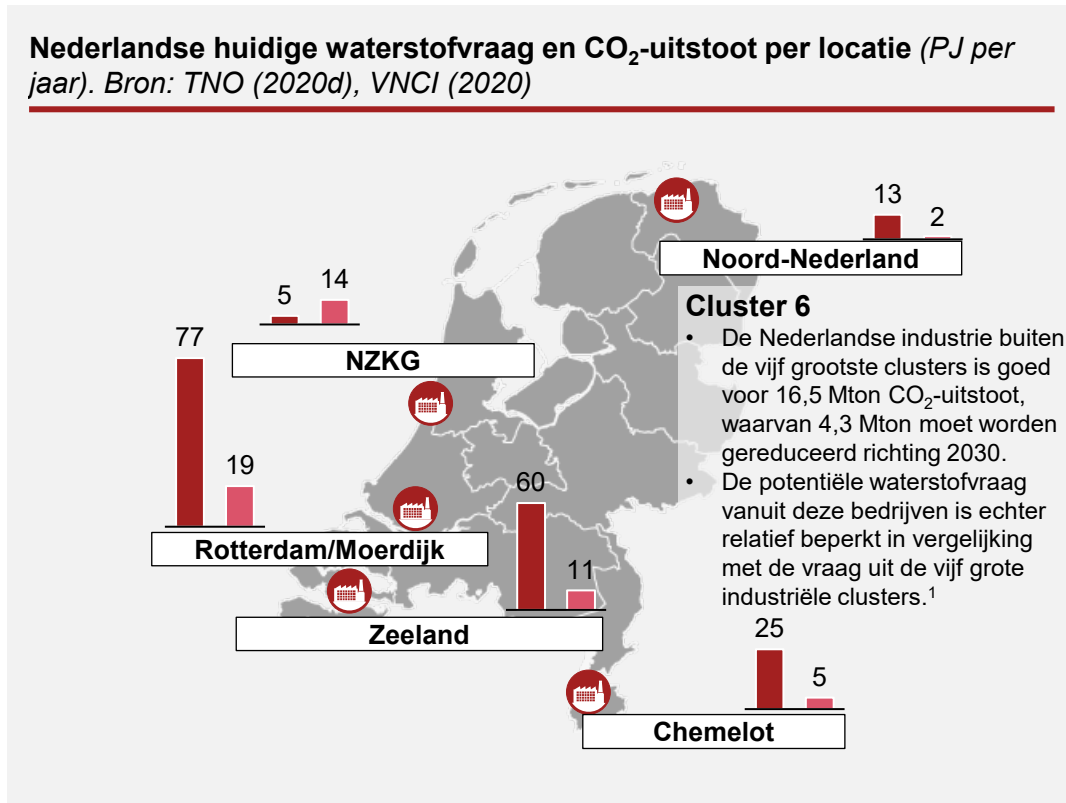 Nederlandse huidige waterstofvraag en CO₂-uitstoot per locatie (PJ per
jaar). Bron: TNO (2020d), VNCI (2020)
13
2
Noord-Nederland
5
14
NZKG
Cluster 6
• De Nederlandse industrie buiten
de vijf grootste clusters is goed
voor 16,5 Mton CO₂-uitstoot,
waarvan 4,3 Mton moet worden
gereduceerd richting 2030.
• De potentiële waterstofvraag
vanuit deze bedrijven is echter
relatief beperkt in vergelijking
met de vraag uit de vijf grote
industriële clusters.¹
77
19
Rotterdam/Moerdijk
60
11
Zeeland
25
5
Chemelot